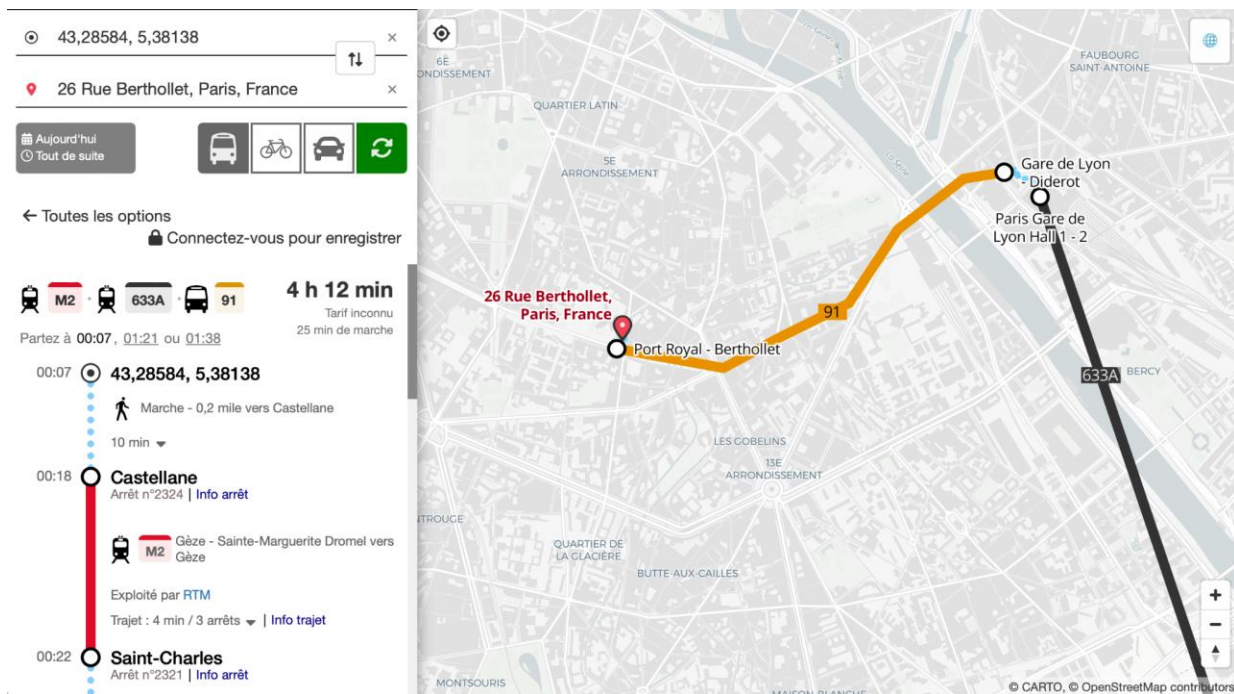 43,28584, 5,38138
26 Rue Berthollet, Paris, France
Aujourd'hui
Tout de suite
← Toutes les options
Connectez-vous pour enregistrer
M2 · 633A · 91
4 h 12 min
Tarif inconnu
25 min de marche
Partez à 00:07, 01:21 ou 01:38
00:07 43,28584, 5,38138
Marche - 0,2 mile vers Castellane
10 min
00:18 Castellane
Arrêt n°2324 | Info arrêt
M2 Gèze - Sainte-Marguerite Dromel vers
Gèze
Exploité par RTM
Trajet : 4 min / 3 arrêts | Info trajet
00:22 Saint-Charles
Arrêt n°2321 | Info arrêt
6E
ONDISSEMENT
QUARTIER LATIN
5E
ARRONDISSEMENT
La Seine
FAUBOURG
SAINT-ANTOINE
Gare de Lyon
- Diderot
Paris Gare de
Lyon Hall 1 - 2
26 Rue Berthollet,
Paris, France
Port Royal - Berthollet
91
633A
BERCY
LES GOBELINS
13E
ARRONDISSEMENT
NTROUGE
QUARTIER DE
LA GLACIÈRE
BUTTE-AUX-CAILLES
MONTSOURIS
MAISON BLANCHE
+
−
© CARTO, © OpenStreetMap contributors